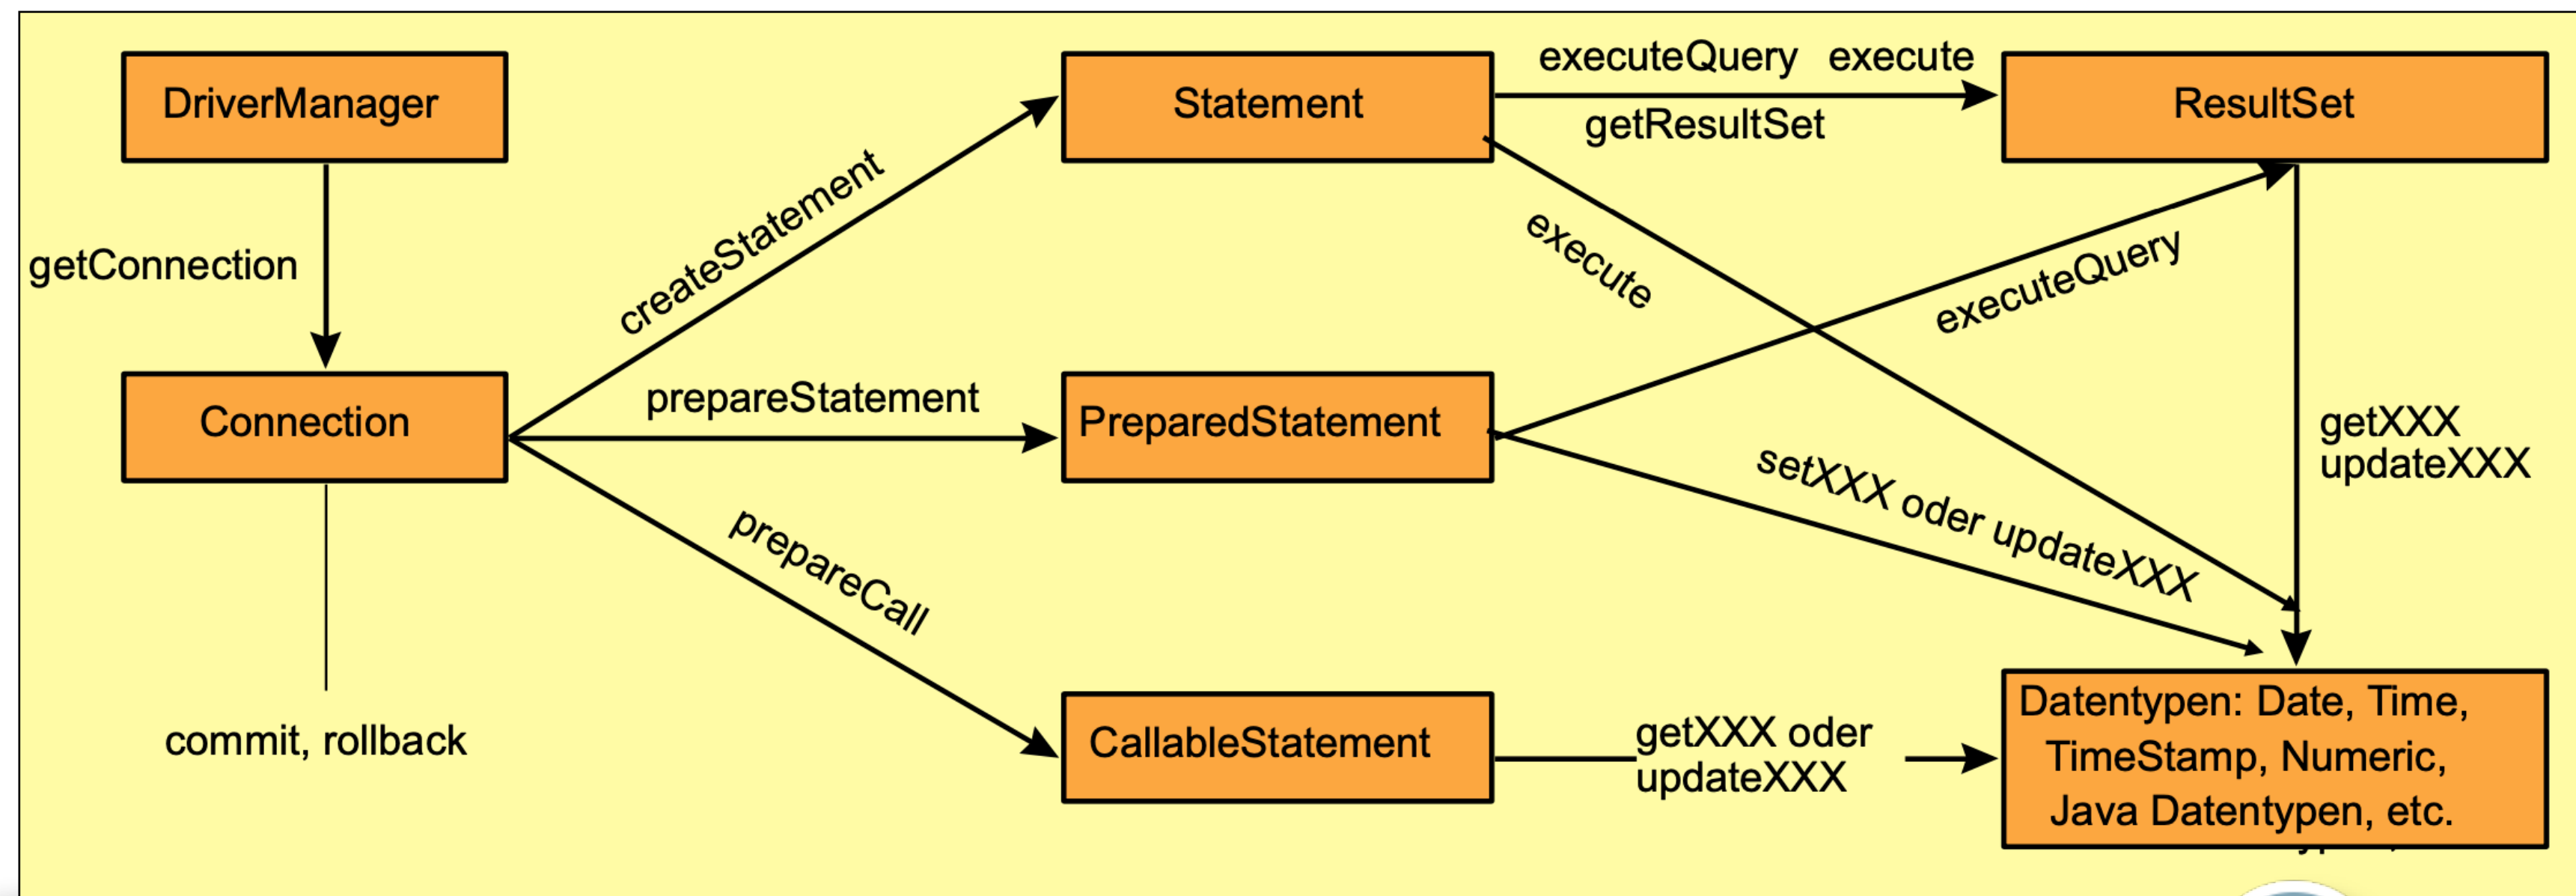 DriverManager
Statement
executeQuery execute
getResultSet
ResultSet
getConnection
createStatement
execute
executeQuery
Connection
prepareStatement
PreparedStatement
getXXX
updateXXX
setXXX oder updateXXX
prepareCall
commit, rollback
CallableStatement
getXXX oder
updateXXX
Datentypen: Date, Time,
TimeStamp, Numeric,
Java Datentypen, etc.